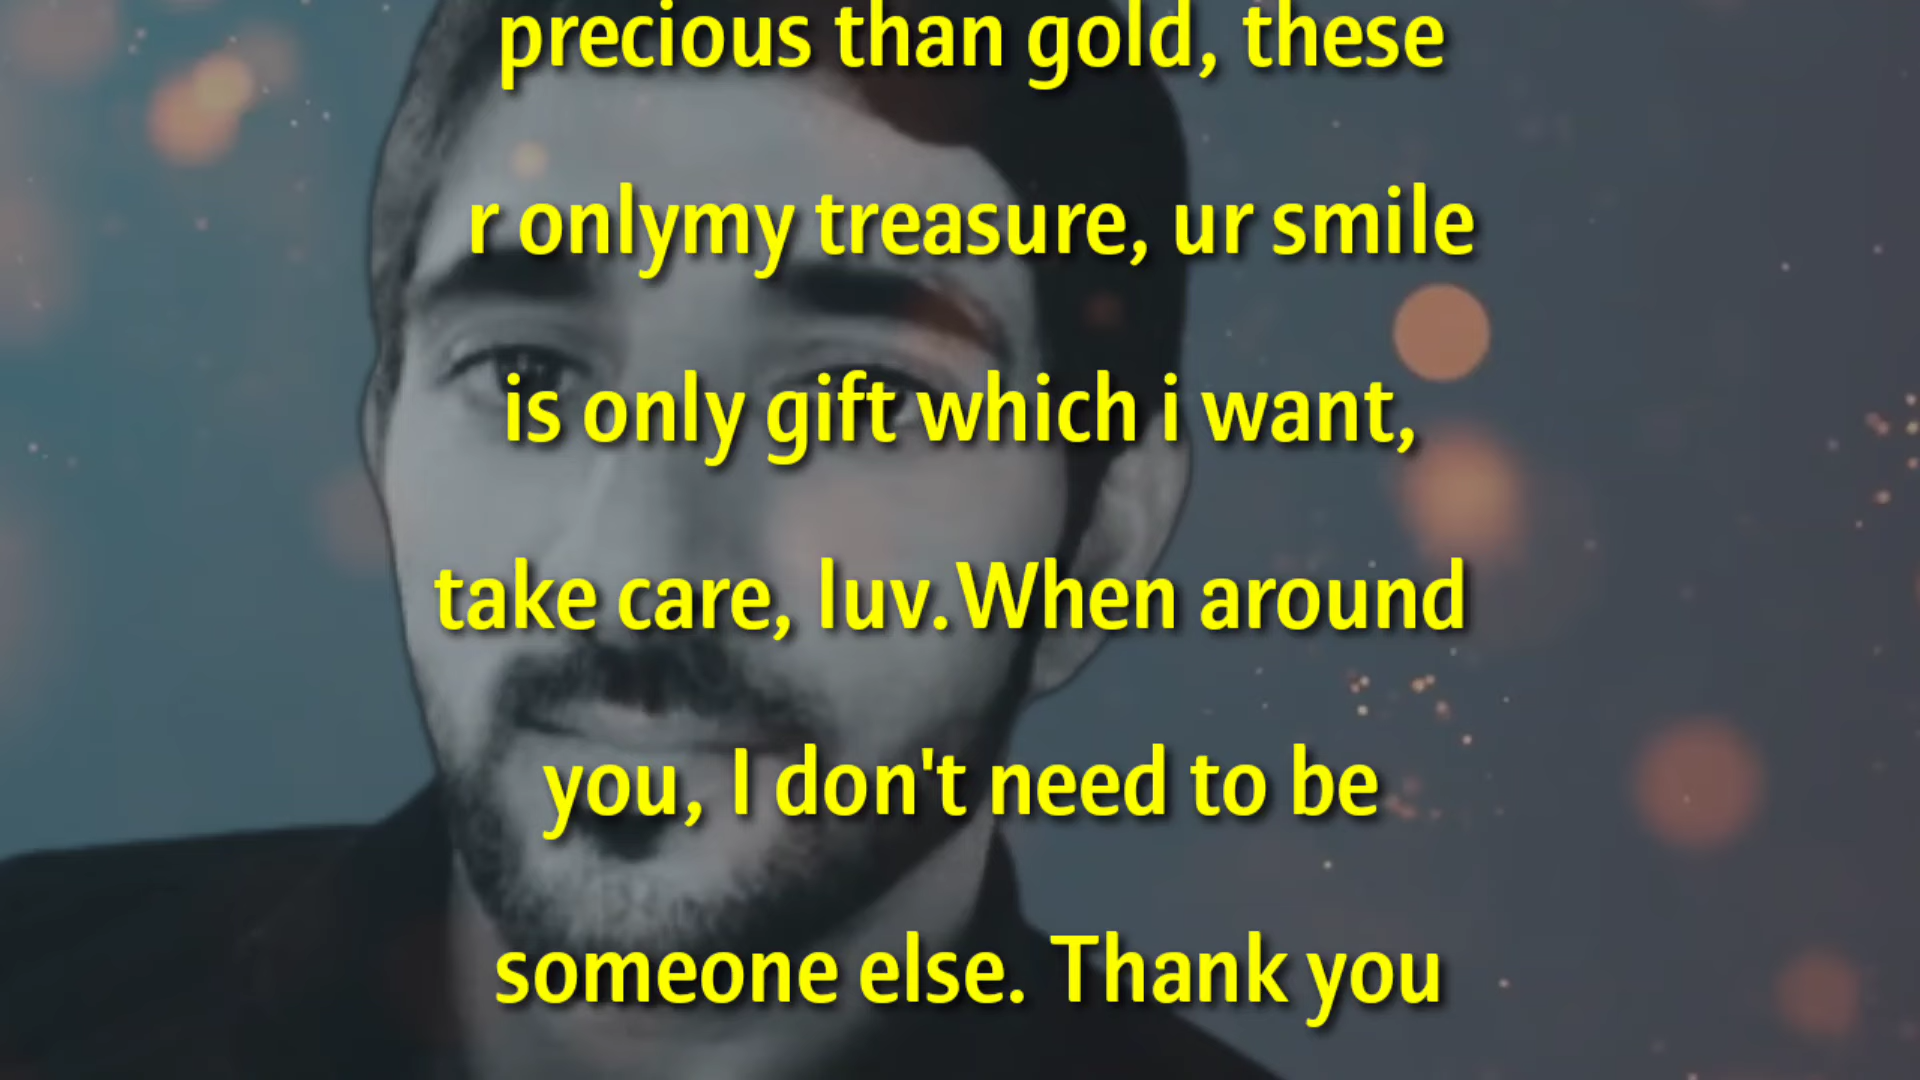 precious than gold, these
r onlymy treasure, ur smile
is only gift which i want,
take care, luv.When around
you, I don't need to be
someone else. Thank you